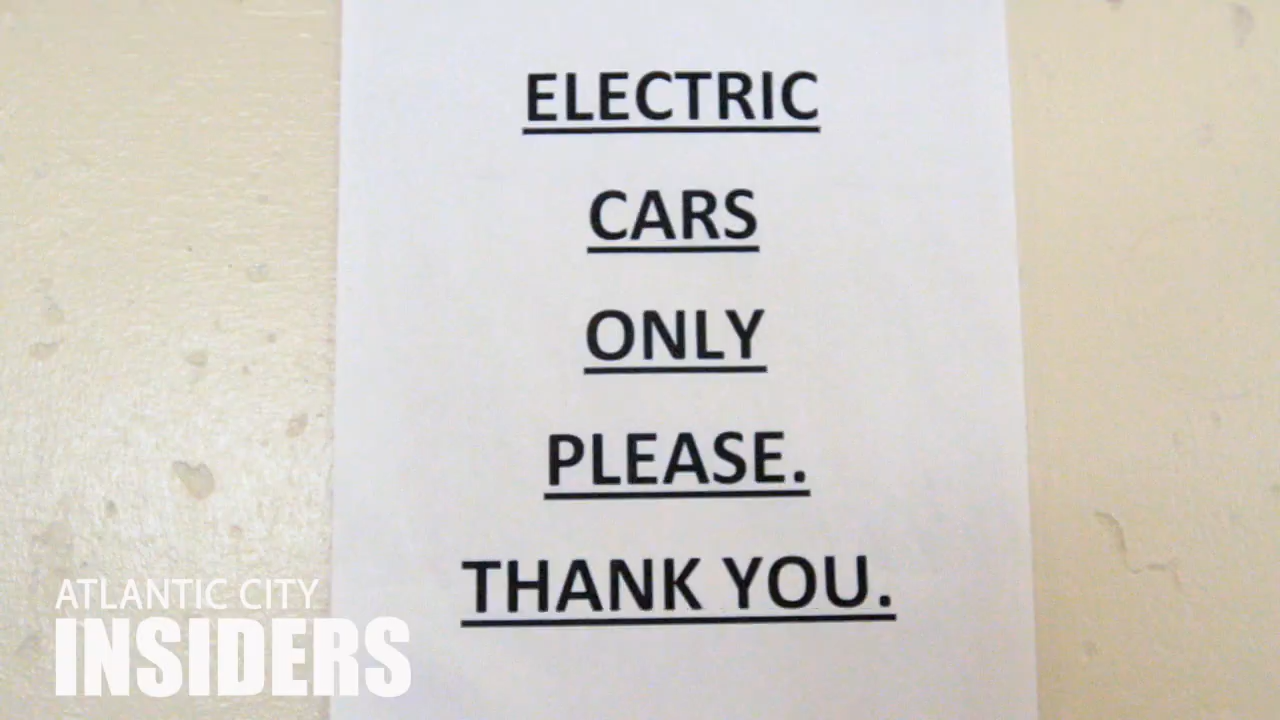 ELECTRIC
CARS
ONLY
PLEASE.
THANK YOU.
ATLANTIC CITY
INSIDERS